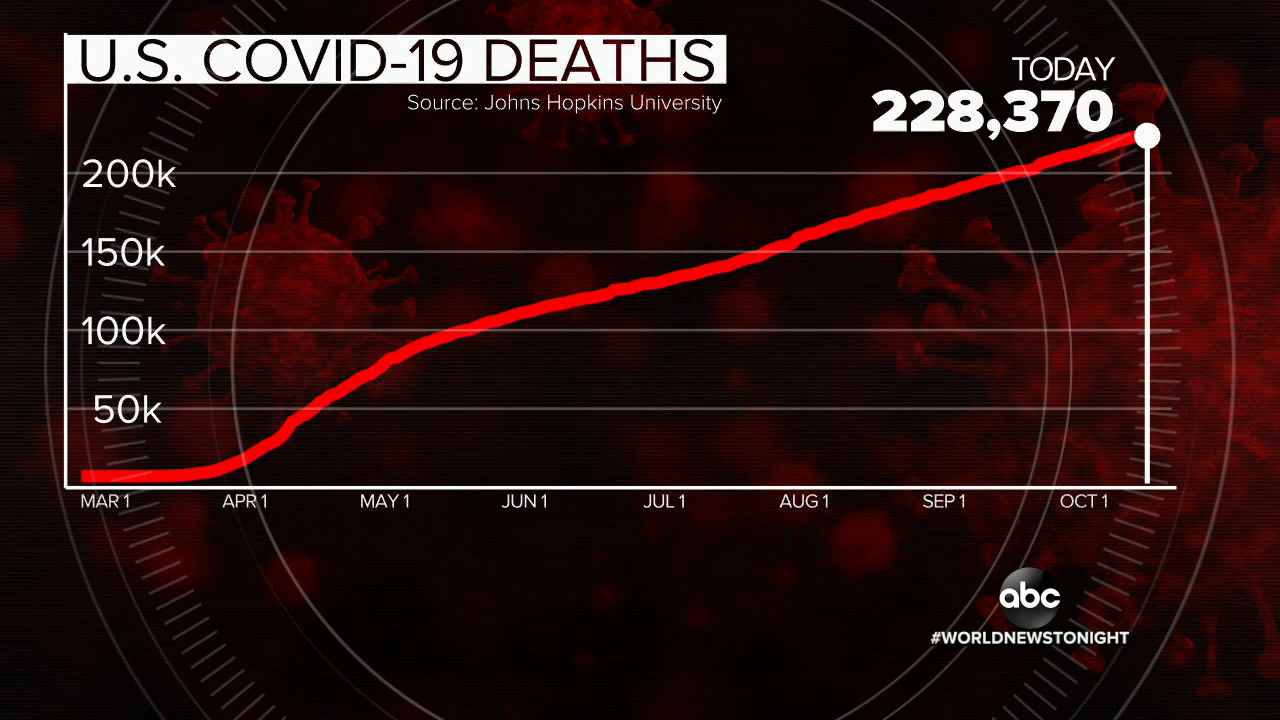 U.S. COVID-19 DEATHS
Source: Johns Hopkins University
TODAY
228,370
200k
150k
100k
50k
MAR 1 APR 1 MAY 1 JUN 1 JUL 1 AUG 1 SEP 1 OCT 1
abc
#WORLDNEWSTONIGHT